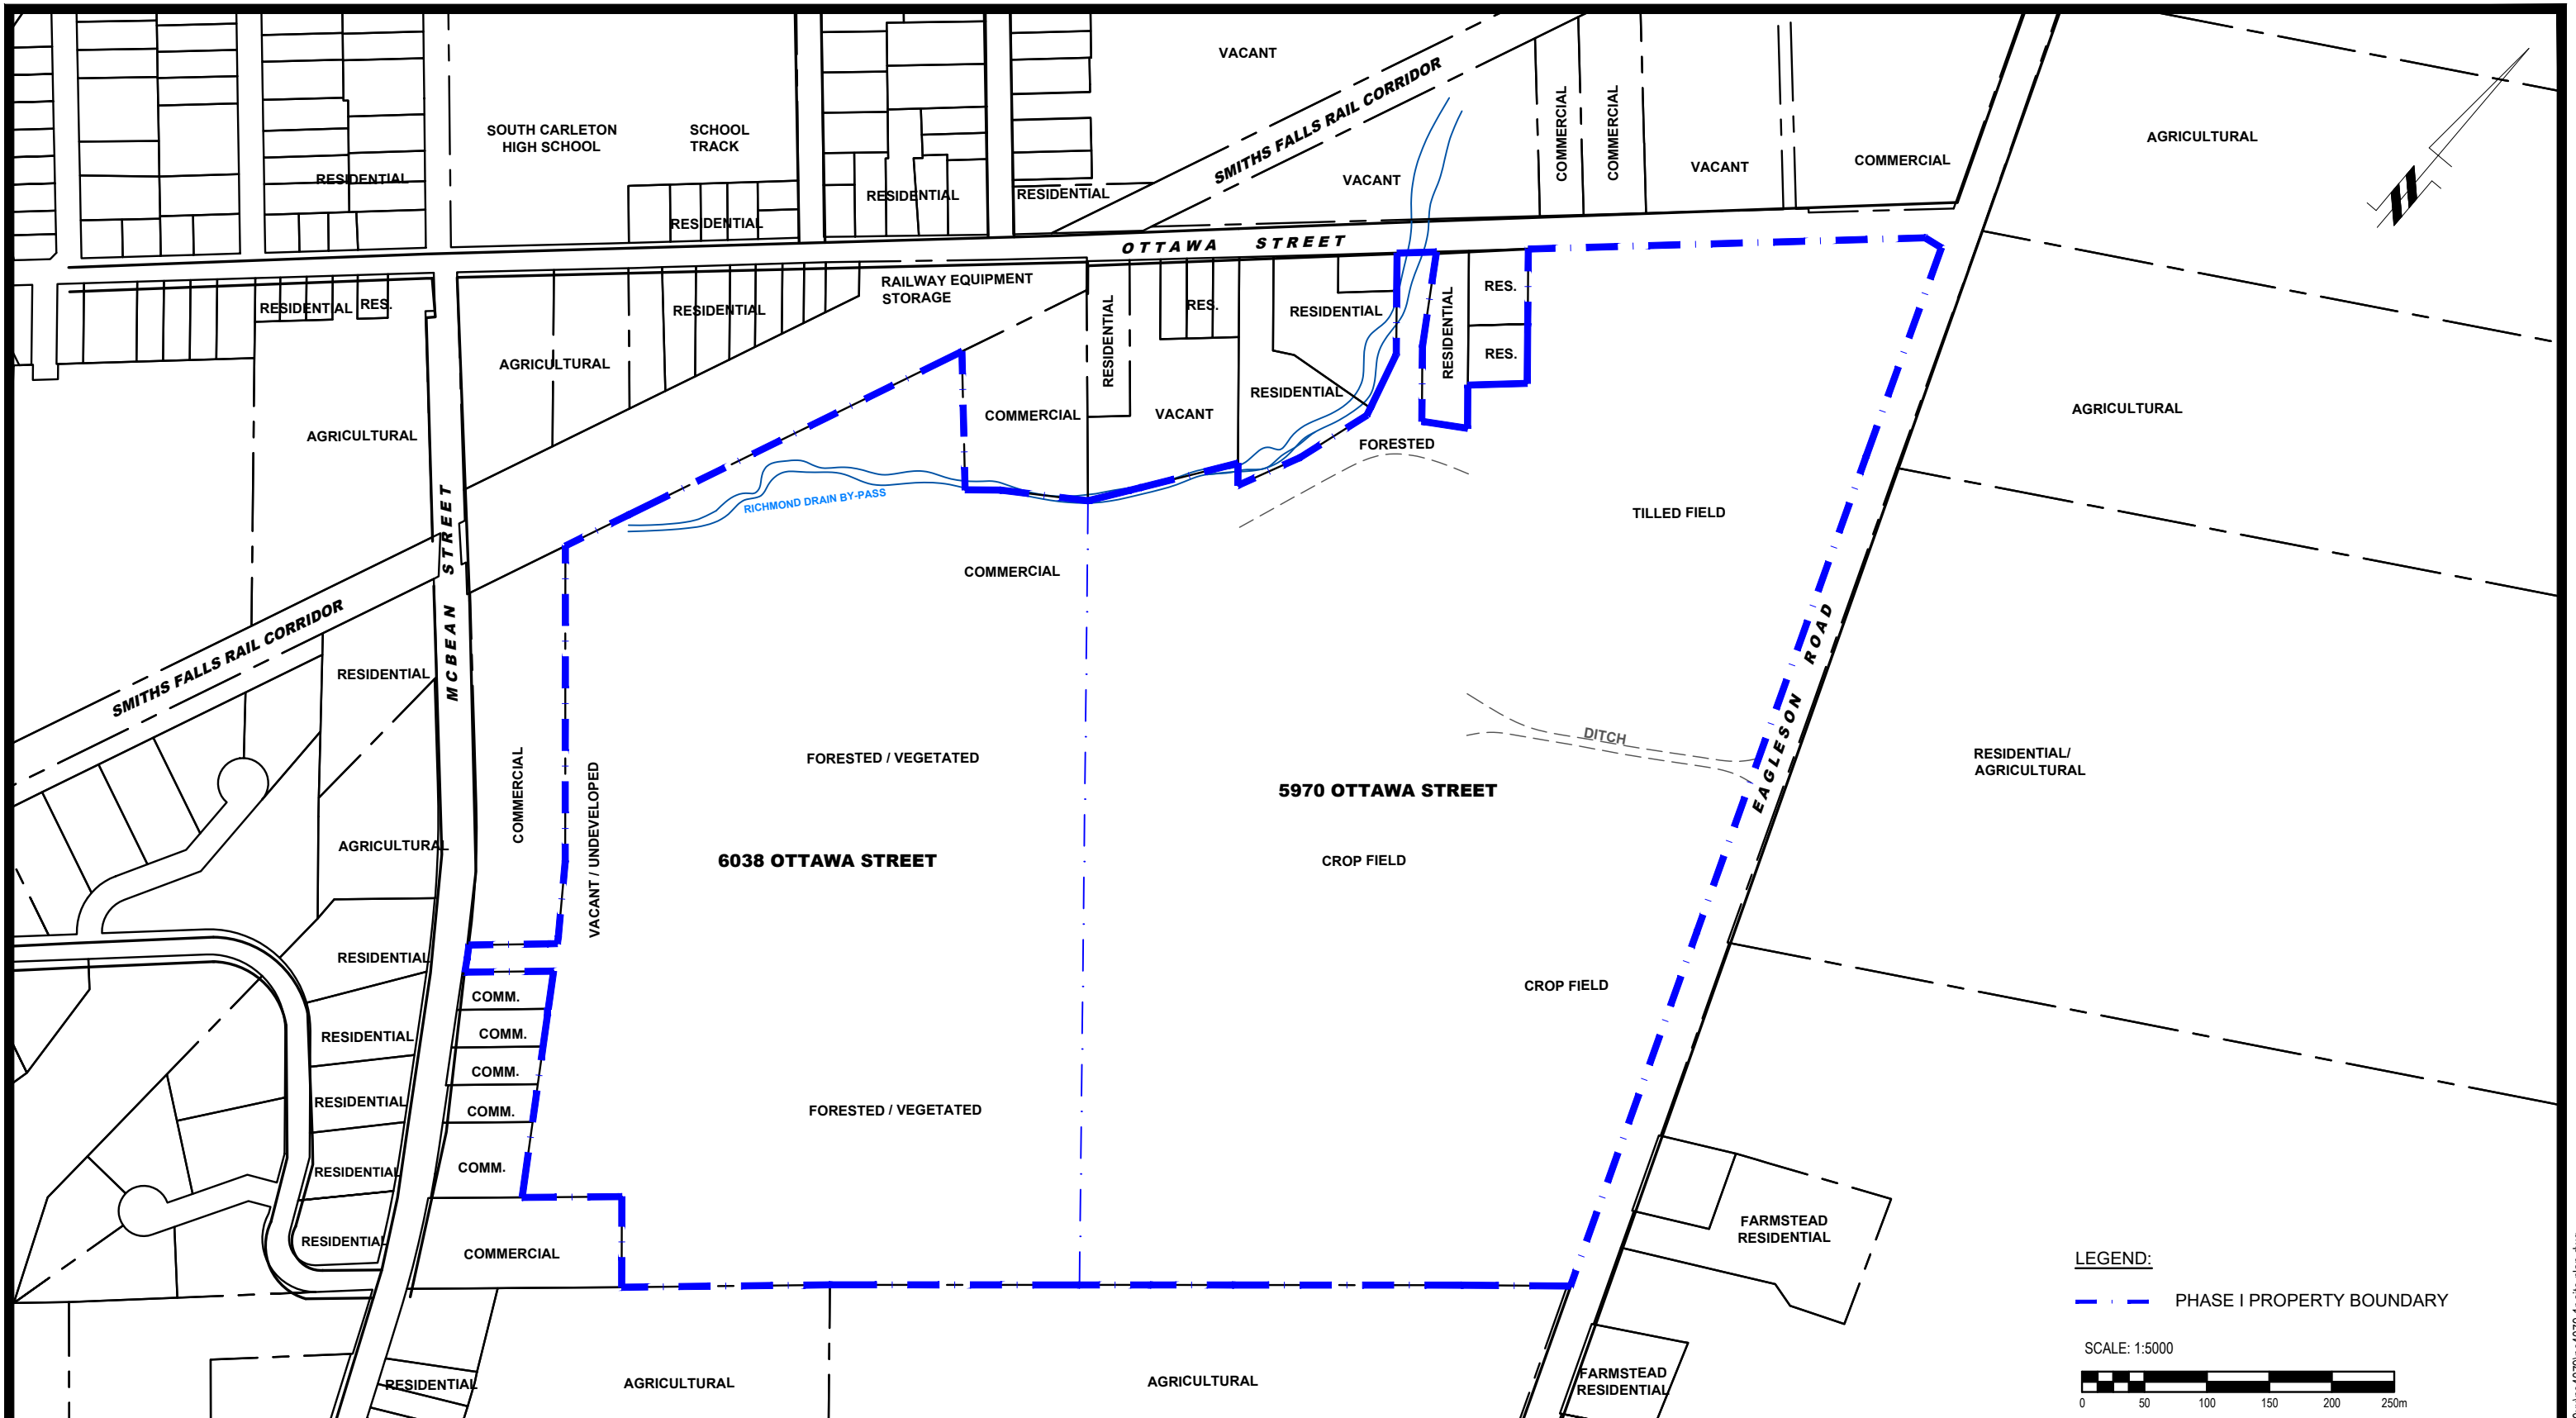 VACANT
SMITHS FALLS RAIL CORRIDOR
SOUTH CARLETON
HIGH SCHOOL
SCHOOL
TRACK
COMMERCIAL
COMMERCIAL
VACANT
COMMERCIAL
AGRICULTURAL
RESIDENTIAL
RESIDENTIAL
RESIDENTIAL
RESIDENTIAL
VACANT
OTTAWA STREET
RESIDENTIAL
RES.
RESIDENTIAL
RAILWAY EQUIPMENT
STORAGE
RESIDENTIAL
RES.
RESIDENTIAL
RESIDENTIAL
RES.
RES.
AGRICULTURAL
AGRICULTURAL
COMMERCIAL
VACANT
RESIDENTIAL
FORESTED
AGRICULTURAL
RICHMOND DRAIN BY-PASS
TILLED FIELD
MCBEAN STREET
COMMERCIAL
SMITHS FALLS RAIL CORRIDOR
RESIDENTIAL
EAGLESON ROAD
DITCH
FORESTED / VEGETATED
RESIDENTIAL/
AGRICULTURAL
5970 OTTAWA STREET
COMMERCIAL
VACANT / UNDEVELOPED
AGRICULTURAL
6038 OTTAWA STREET
CROP FIELD
RESIDENTIAL
CROP FIELD
COMM.
RESIDENTIAL
COMM.
COMM.
RESIDENTIAL
COMM.
FORESTED / VEGETATED
RESIDENTIAL
COMM.
RESIDENTIAL
COMMERCIAL
FARMSTEAD
RESIDENTIAL
LEGEND:
PHASE I PROPERTY BOUNDARY
SCALE: 1:5000
0 50 100 150 200 250m
RESIDENTIAL
AGRICULTURAL
AGRICULTURAL
FARMSTEAD
RESIDENTIAL